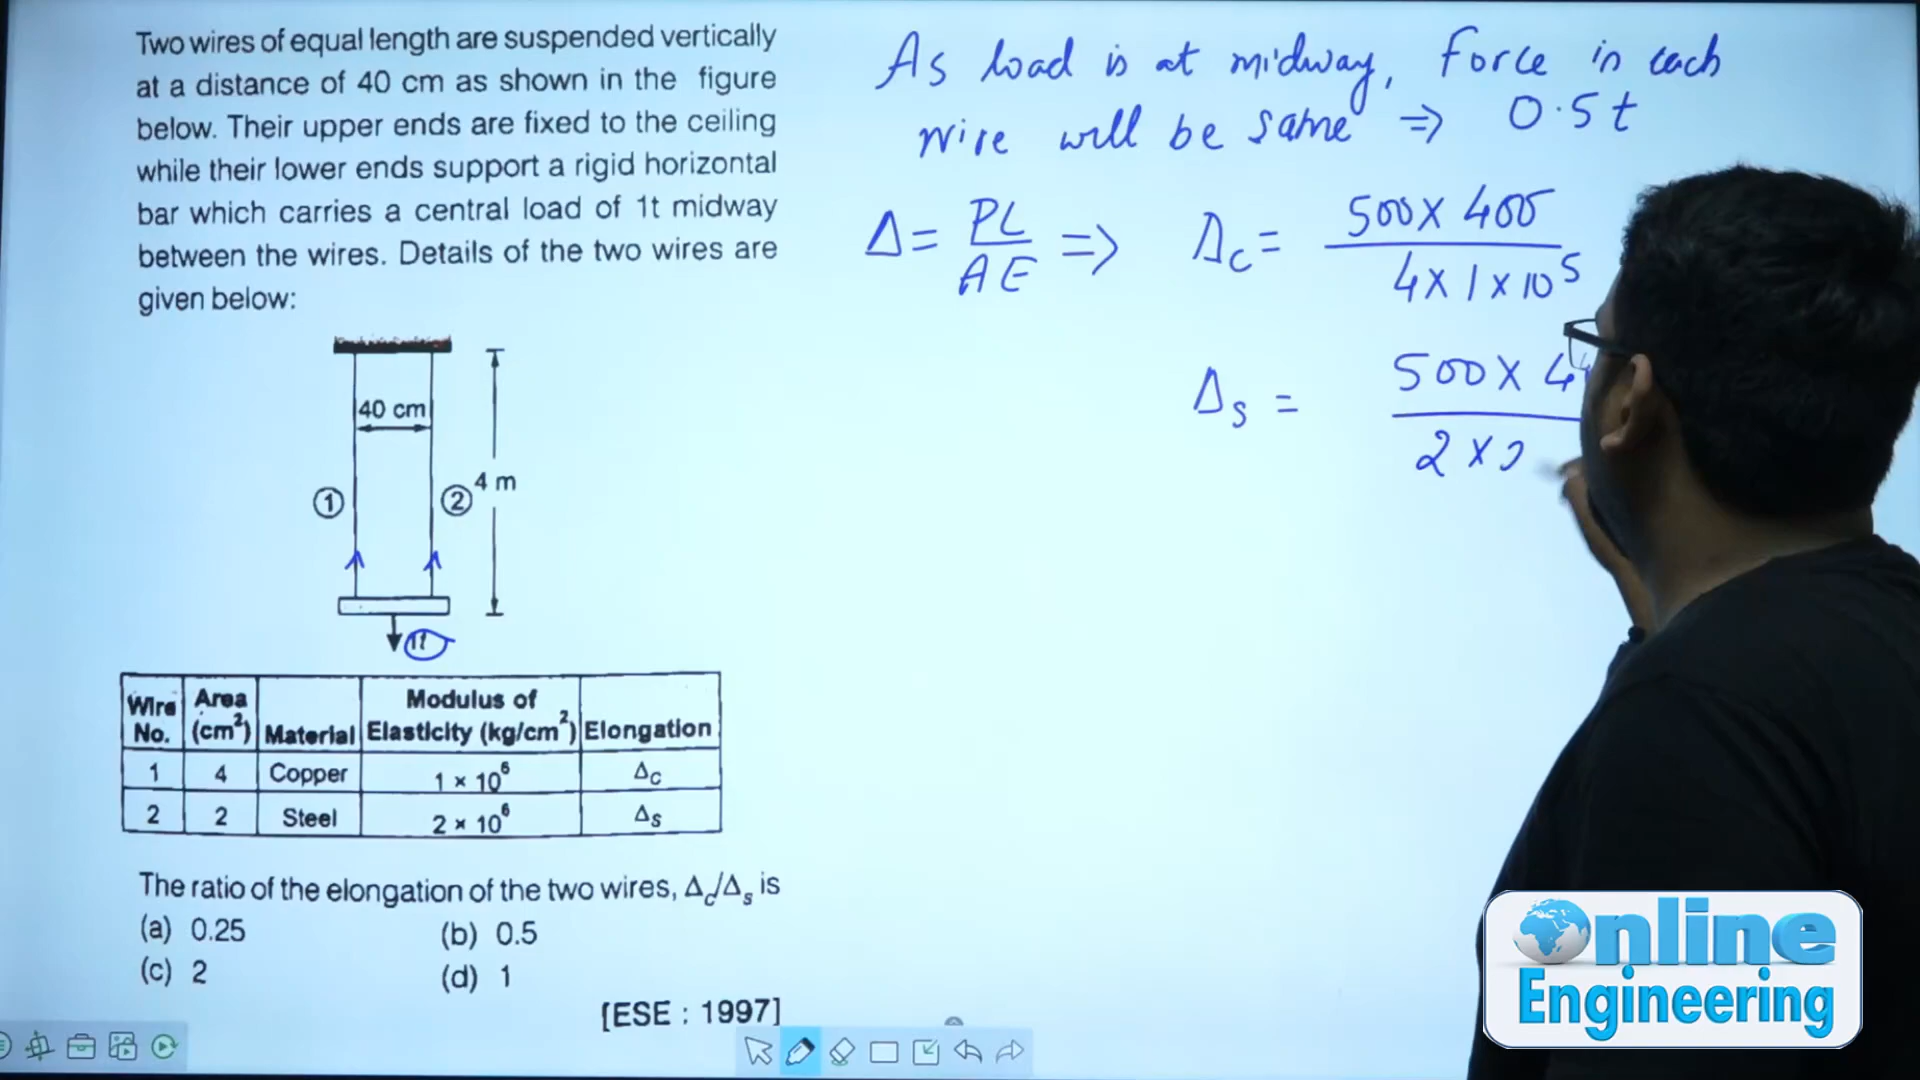 Two wires of equal length are suspended vertically
at a distance of 40 cm as shown in the figure
below. Their upper ends are fixed to the ceiling
while their lower ends support a rigid horizontal
bar which carries a central load of 1t midway
between the wires. Details of the two wires are
given below:
40 cm
4 m
① ②
1t
Wire No. Area (cm²) Material Modulus of Elasticity (kg/cm²) Elongation
1 4 Copper 1 × 10⁶ Δc
2 2 Steel 2 × 10⁶ Δs
The ratio of the elongation of the two wires, Δc/Δs is
(a) 0.25 (b) 0.5
(c) 2 (d) 1
[ESE : 1997]
As load is at midway, Force in each
wire will be same ⇒ 0.5t
Δ = PL/AE ⇒ Δc = 500 × 400 / 4 × 1 × 10⁵
Δs = 500 × 4 / 2 ×
Online
Engineering